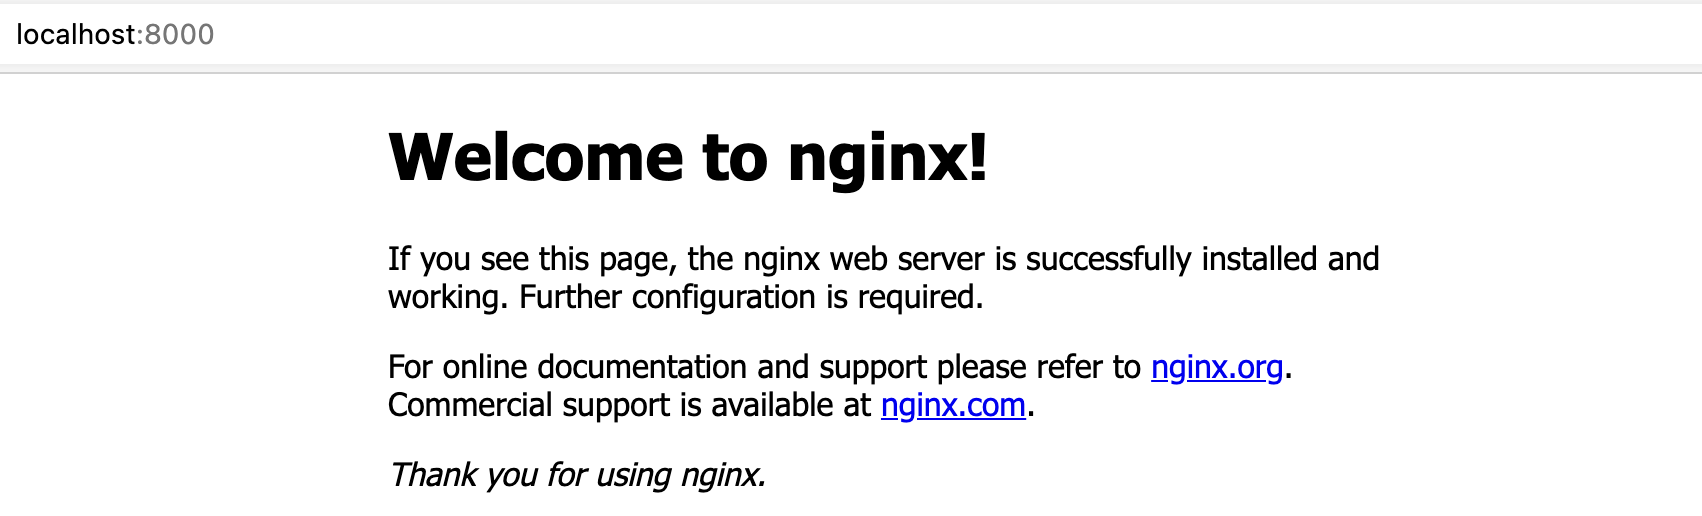 localhost:8000
Welcome to nginx!
If you see this page, the nginx web server is successfully installed and
working. Further configuration is required.
For online documentation and support please refer to nginx.org.
Commercial support is available at nginx.com.
Thank you for using nginx.